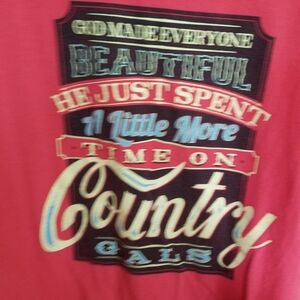 GOD MADE EVERYONE
BEAUTIFUL
HE JUST SPENT
A Little More
TIME ON
Country
GALS